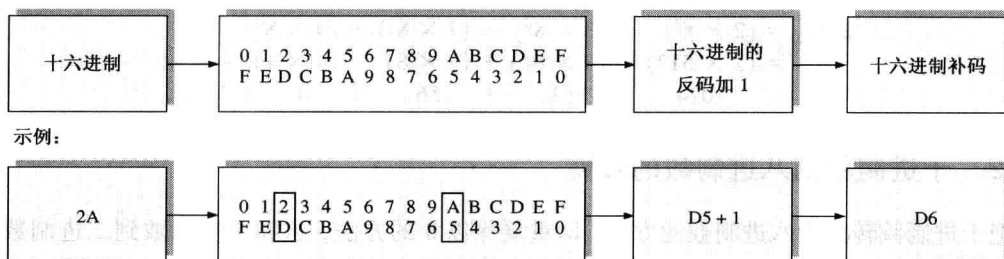 十六进制
0 1 2 3 4 5 6 7 8 9 A B C D E F
F E D C B A 9 8 7 6 5 4 3 2 1 0
十六进制的
反码加 1
十六进制补码
示例：
2A
0 1 2 3 4 5 6 7 8 9 A B C D E F
F E D C B A 9 8 7 6 5 4 3 2 1 0
D5 + 1
D6